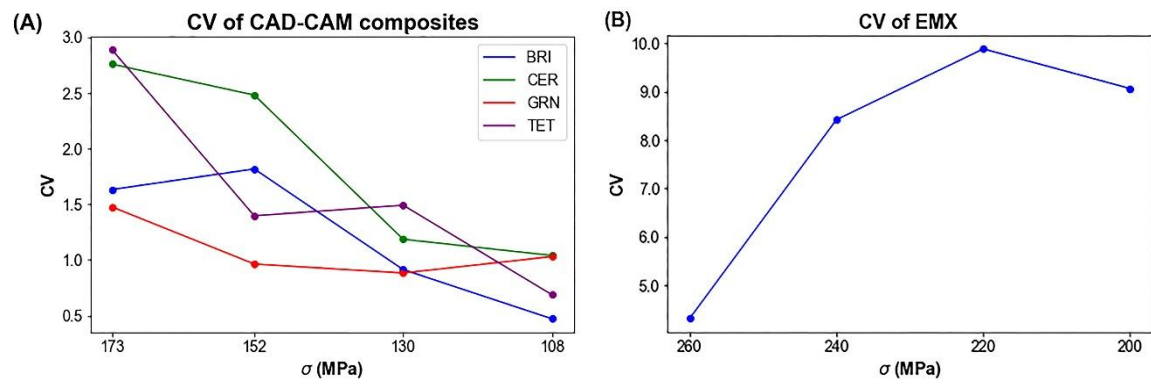 (A)
CV of CAD-CAM composites
3.0
2.5
2.0
1.5
1.0
0.5
CV
BRI
CER
GRN
TET
173 152 130 108
σ (MPa)
(B)
CV of EMX
10.0
9.0
8.0
7.0
6.0
5.0
CV
260 240 220 200
σ (MPa)